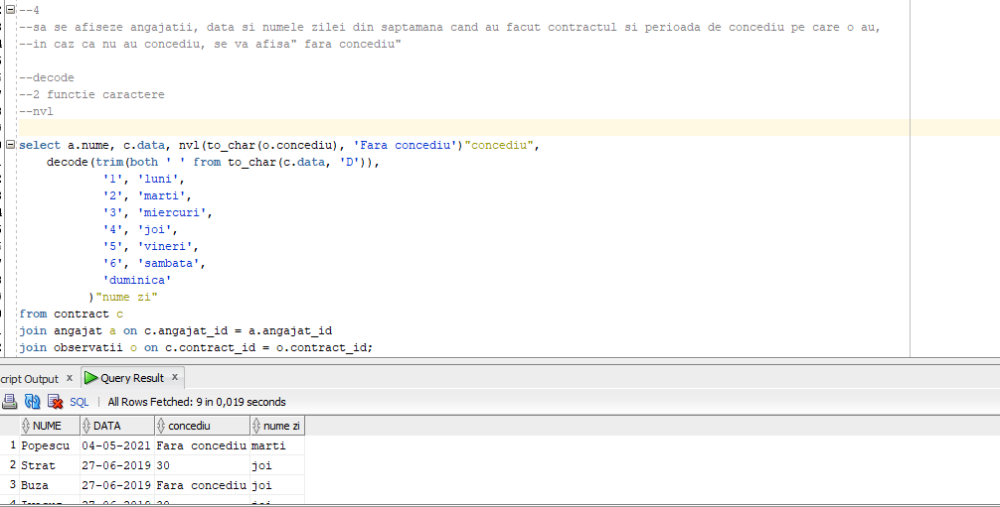 --4
--sa se afiseze angajatii, data si numele zilei din saptamana cand au facut contractul si perioada de concediu pe care o au,
--in caz ca nu au concediu, se va afisa" fara concediu"
--decode
--2 functie caractere
--nvl
select a.nume, c.data, nvl(to_char(o.concediu), 'Fara concediu')"concediu",
decode(trim(both ' ' from to_char(c.data, 'D')),
'1', 'luni',
'2', 'marti',
'3', 'miercuri',
'4', 'joi',
'5', 'vineri',
'6', 'sambata',
'duminica'
)"nume zi"
from contract c
join angajat a on c.angajat_id = a.angajat_id
join observatii o on c.contract_id = o.contract_id;
cript Output x Query Result x
SQL | All Rows Fetched: 9 in 0,019 seconds
NUME DATA concediu nume zi
1 Popescu 04-05-2021 Fara concediu marti
2 Strat 27-06-2019 30 joi
3 Buza 27-06-2019 Fara concediu joi